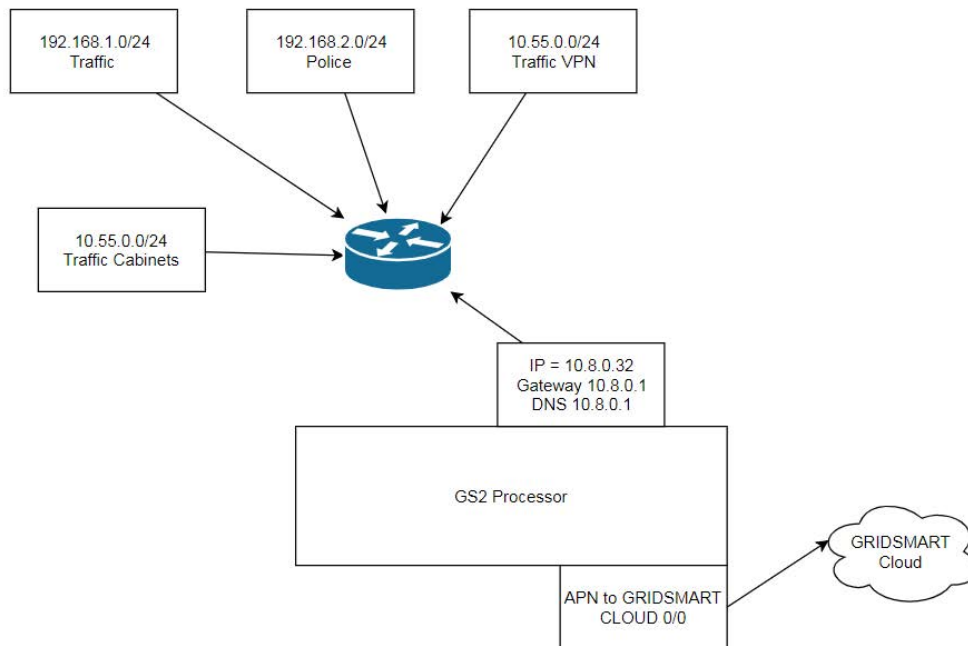 192.168.1.0/24
Traffic
192.168.2.0/24
Police
10.55.0.0/24
Traffic VPN
10.55.0.0/24
Traffic Cabinets
IP = 10.8.0.32
Gateway 10.8.0.1
DNS 10.8.0.1
GS2 Processor
GRIDSMART
Cloud
APN to GRIDSMART
CLOUD 0/0